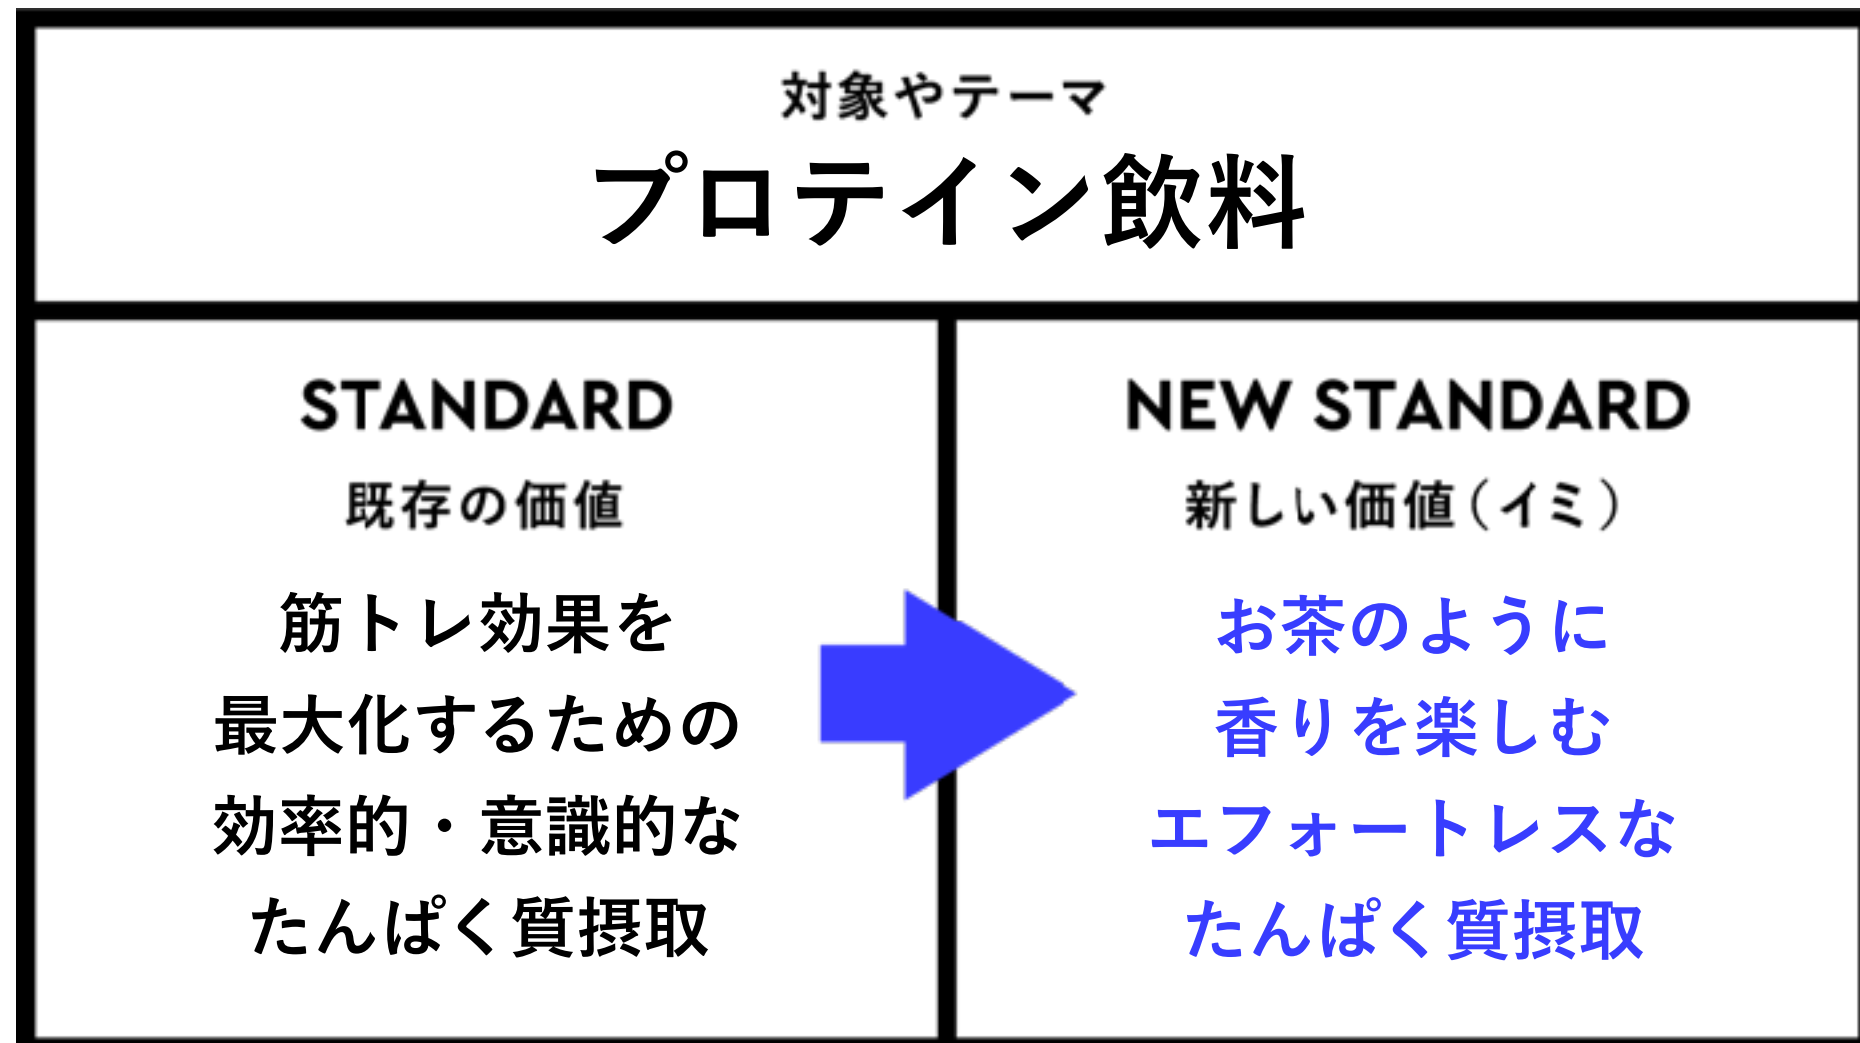 対象やテーマ
プロテイン飲料
STANDARD
既存の価値
筋トレ効果を
最大化するための
効率的・意識的な
たんぱく質摂取
NEW STANDARD
新しい価値（イミ）
お茶のように
香りを楽しむ
エフォートレスな
たんぱく質摂取